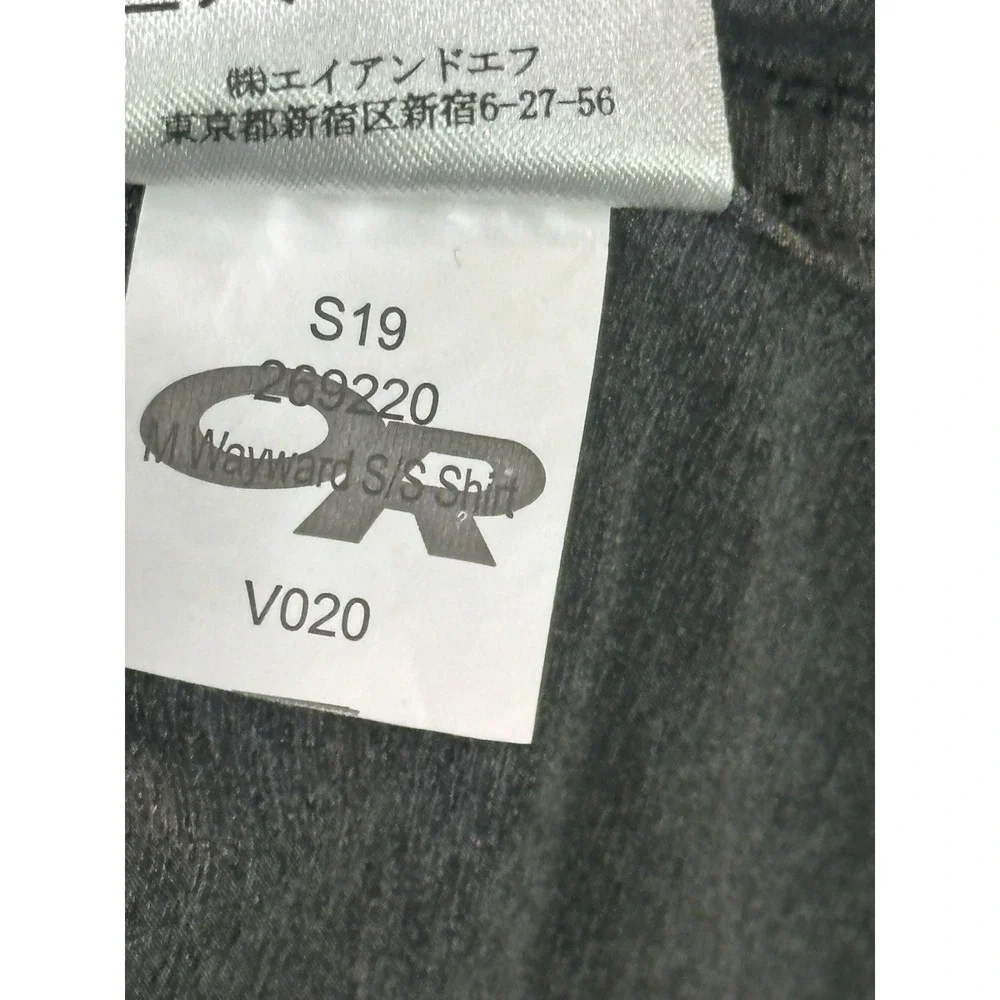 ㈱エイアンドエフ
東京都新宿区新宿6-27-56
S19
269220
OR
M Wayward S/S Shirt
V020